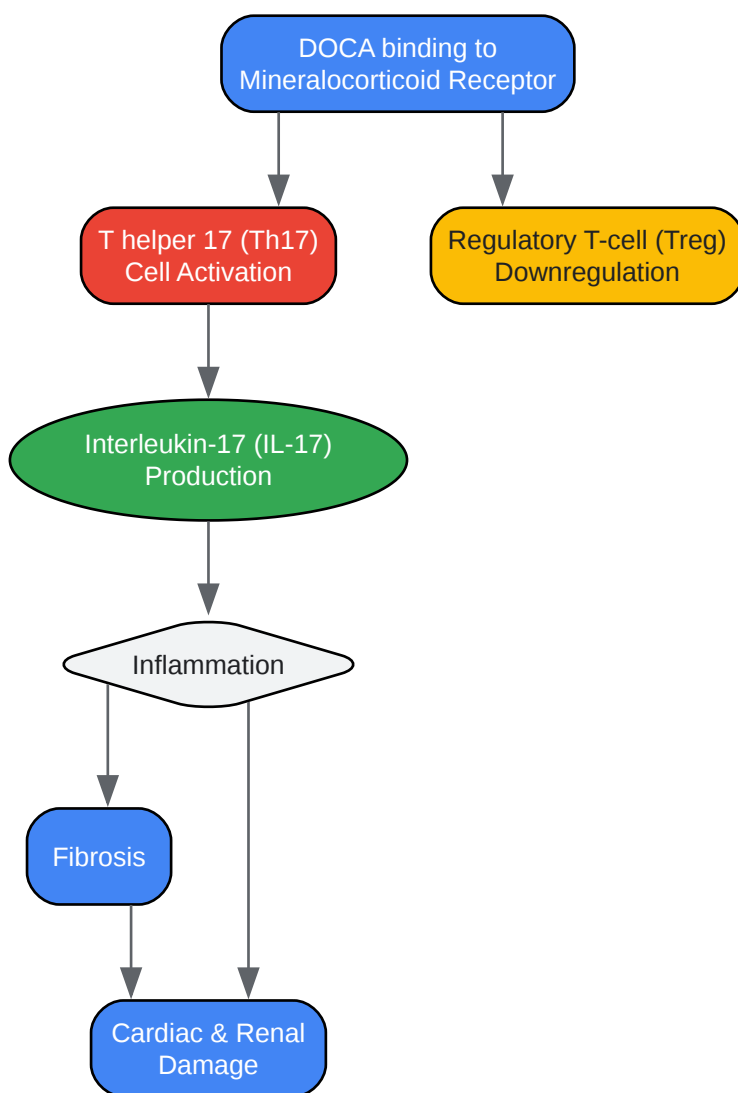 DOCA binding to
Mineralocorticoid Receptor
T helper 17 (Th17)
Cell Activation
Regulatory T-cell (Treg)
Downregulation
Interleukin-17 (IL-17)
Production
Inflammation
Fibrosis
Cardiac & Renal
Damage